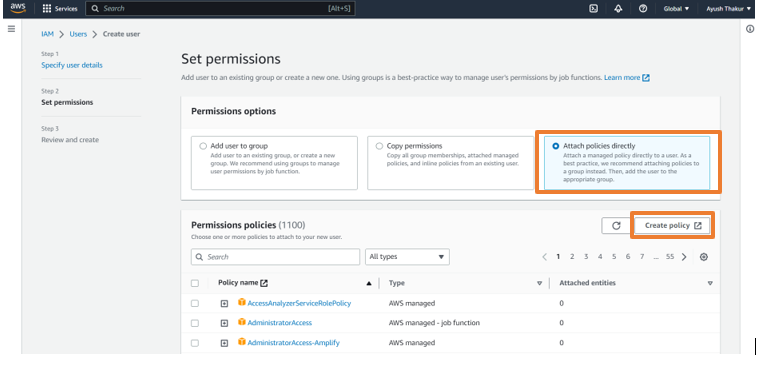 aws Services Search [Alt+S] Global Ayush Thakur
IAM > Users > Create user
Step 1
Specify user details
Step 2
Set permissions
Step 3
Review and create
Set permissions
Add user to an existing group or create a new one. Using groups is a best-practice way to manage user's permissions by job functions. Learn more
Permissions options
Add user to group
Add user to an existing group, or create a new
group. We recommend using groups to manage
user permissions by job function.
Copy permissions
Copy all group memberships, attached managed
policies, and inline policies from an existing user.
Attach policies directly
Attach a managed policy directly to a user. As a
best practice, we recommend attaching policies to
a group instead. Then, add the user to the
appropriate group.
Permissions policies (1100)
Choose one or more policies to attach to your new user.
Create policy
Search All types < 1 2 3 4 5 6 7 ... 55 >
Policy name Type Attached entities
AccessAnalyzerServiceRolePolicy AWS managed 0
AdministratorAccess AWS managed - job function 0
AdministratorAccess-Amplify AWS managed 0